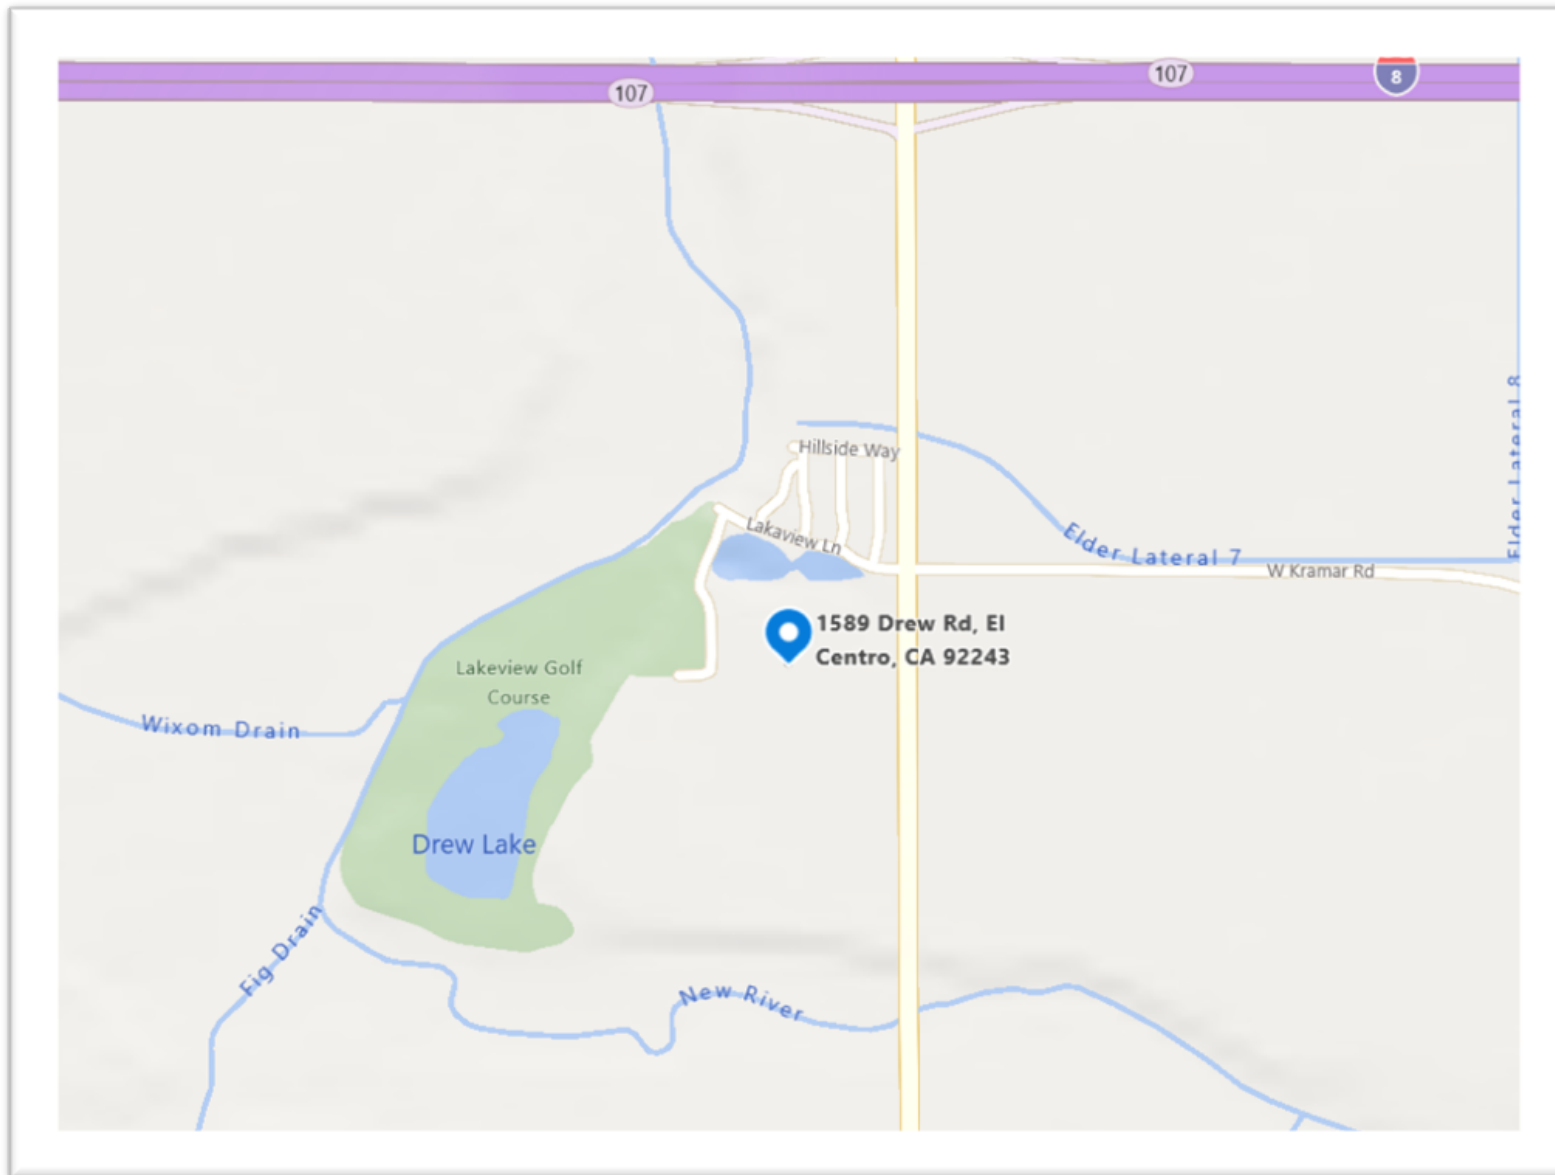 107
107
8
Hillside Way
Lakaview Ln
Elder Lateral 7
Elder Lateral 8
W Kramar Rd
1589 Drew Rd, El
Centro, CA 92243
Lakeview Golf
Course
Wixom Drain
Drew Lake
Fig Drain
New River